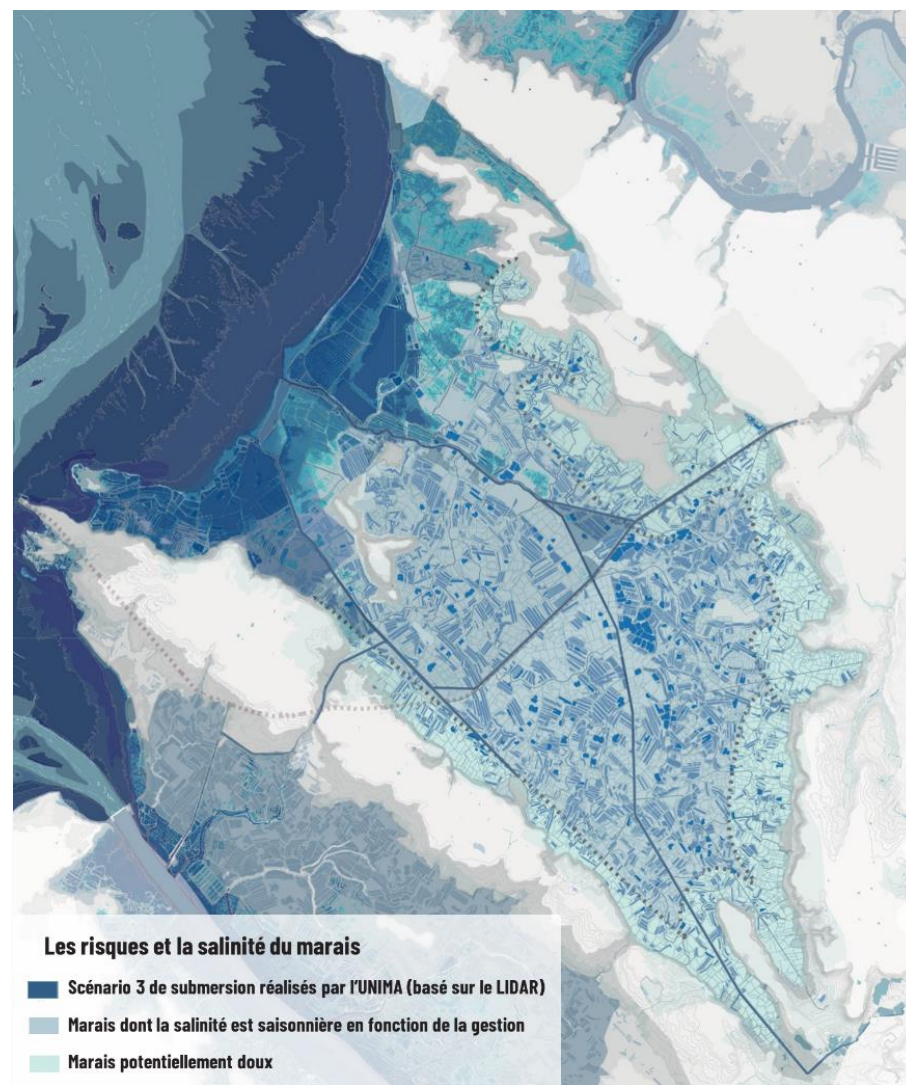 Les risques et la salinité du marais
Scénario 3 de submersion réalisés par l'UNIMA (basé sur le LIDAR)
Marais dont la salinité est saisonnière en fonction de la gestion
Marais potentiellement doux